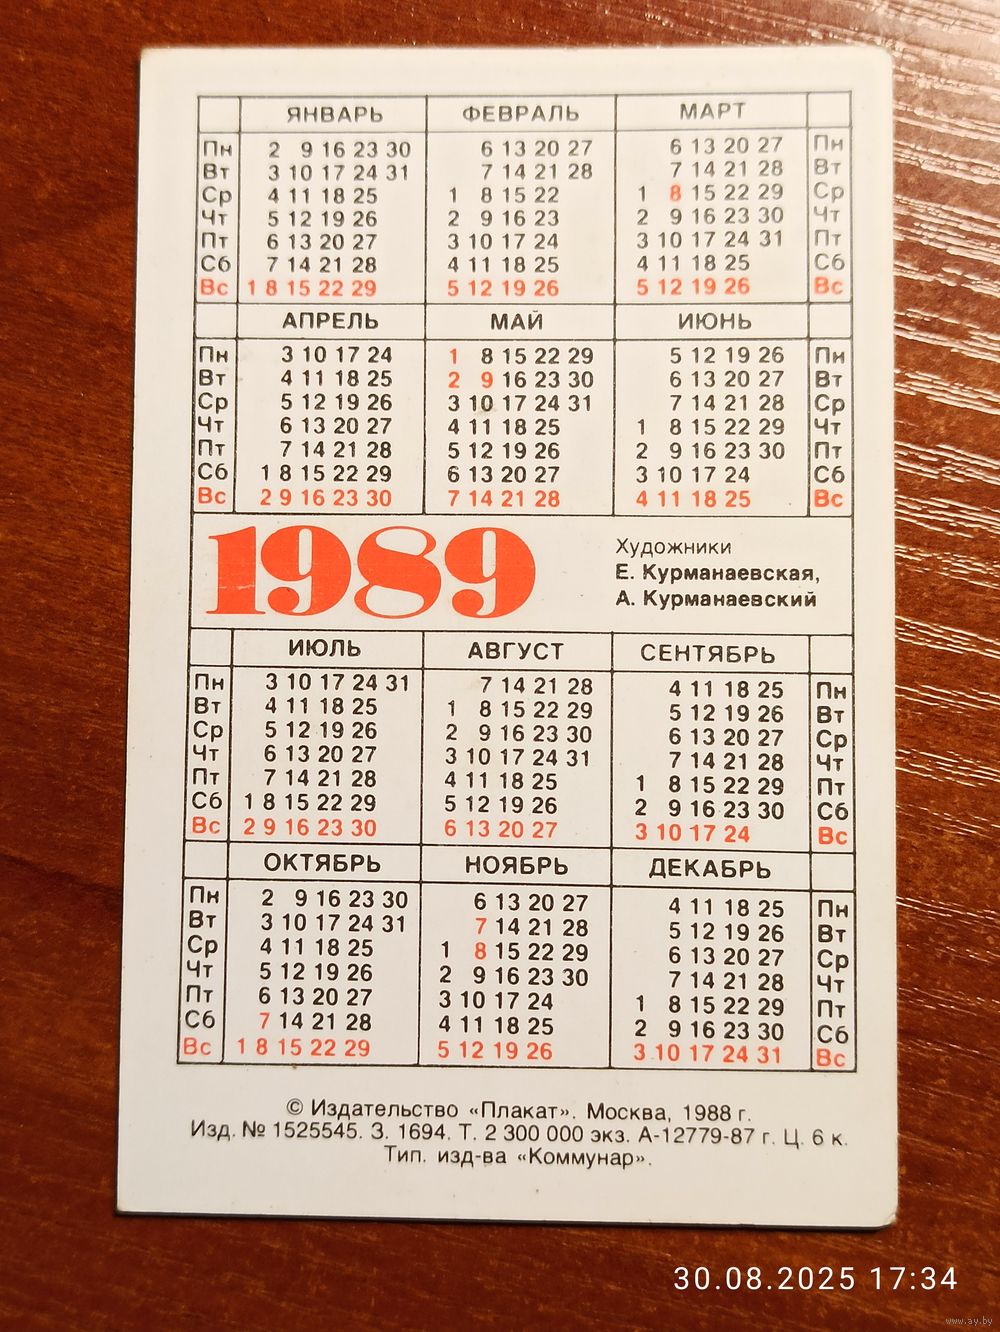 ЯНВАРЬ ФЕВРАЛЬ МАРТ
Пн 2 9 16 23 30 6 13 20 27 6 13 20 27 Пн
Вт 3 10 17 24 31 7 14 21 28 7 14 21 28 Вт
Ср 4 11 18 25 1 8 15 22 1 8 15 22 29 Ср
Чт 5 12 19 26 2 9 16 23 2 9 16 23 30 Чт
Пт 6 13 20 27 3 10 17 24 3 10 17 24 31 Пт
Сб 7 14 21 28 4 11 18 25 4 11 18 25 Сб
Вс 1 8 15 22 29 5 12 19 26 5 12 19 26 Вс
АПРЕЛЬ МАЙ ИЮНЬ
Пн 3 10 17 24 1 8 15 22 29 5 12 19 26 Пн
Вт 4 11 18 25 2 9 16 23 30 6 13 20 27 Вт
Ср 5 12 19 26 3 10 17 24 31 7 14 21 28 Ср
Чт 6 13 20 27 4 11 18 25 1 8 15 22 29 Чт
Пт 7 14 21 28 5 12 19 26 2 9 16 23 30 Пт
Сб 1 8 15 22 29 6 13 20 27 3 10 17 24 Сб
Вс 2 9 16 23 30 7 14 21 28 4 11 18 25 Вс
1989
Художники
Е. Курманаевская,
А. Курманаевский
ИЮЛЬ АВГУСТ СЕНТЯБРЬ
Пн 3 10 17 24 31 7 14 21 28 4 11 18 25 Пн
Вт 4 11 18 25 1 8 15 22 29 5 12 19 26 Вт
Ср 5 12 19 26 2 9 16 23 30 6 13 20 27 Ср
Чт 6 13 20 27 3 10 17 24 31 7 14 21 28 Чт
Пт 7 14 21 28 4 11 18 25 1 8 15 22 29 Пт
Сб 1 8 15 22 29 5 12 19 26 2 9 16 23 30 Сб
Вс 2 9 16 23 30 6 13 20 27 3 10 17 24 Вс
ОКТЯБРЬ НОЯБРЬ ДЕКАБРЬ
Пн 2 9 16 23 30 6 13 20 27 4 11 18 25 Пн
Вт 3 10 17 24 31 7 14 21 28 5 12 19 26 Вт
Ср 4 11 18 25 1 8 15 22 29 6 13 20 27 Ср
Чт 5 12 19 26 2 9 16 23 30 7 14 21 28 Чт
Пт 6 13 20 27 3 10 17 24 1 8 15 22 29 Пт
Сб 7 14 21 28 4 11 18 25 2 9 16 23 30 Сб
Вс 1 8 15 22 29 5 12 19 26 3 10 17 24 31 Вс
© Издательство «Плакат». Москва, 1988 г.
Изд. № 1525545. З. 1694. Т. 2 300 000 экз. А-12779-87 г. Ц. 6 к.
Тип. изд-ва «Коммунар».
30.08.2025 17:34
www.ay.by